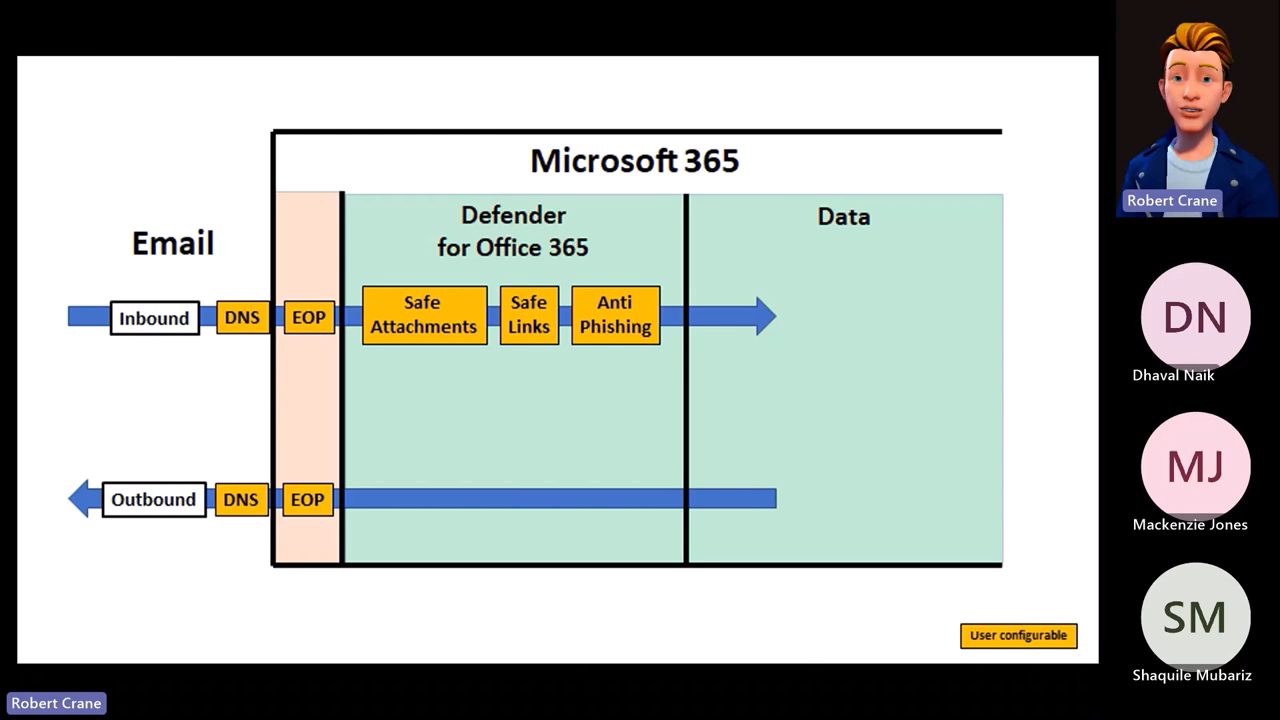 Microsoft 365
Email
Defender
for Office 365
Data
Inbound
DNS
EOP
Safe
Attachments
Safe
Links
Anti
Phishing
Outbound
DNS
EOP
User configurable
Robert Crane
DN
Dhaval Naik
MJ
Mackenzie Jones
SM
Shaquile Mubariz
Robert Crane